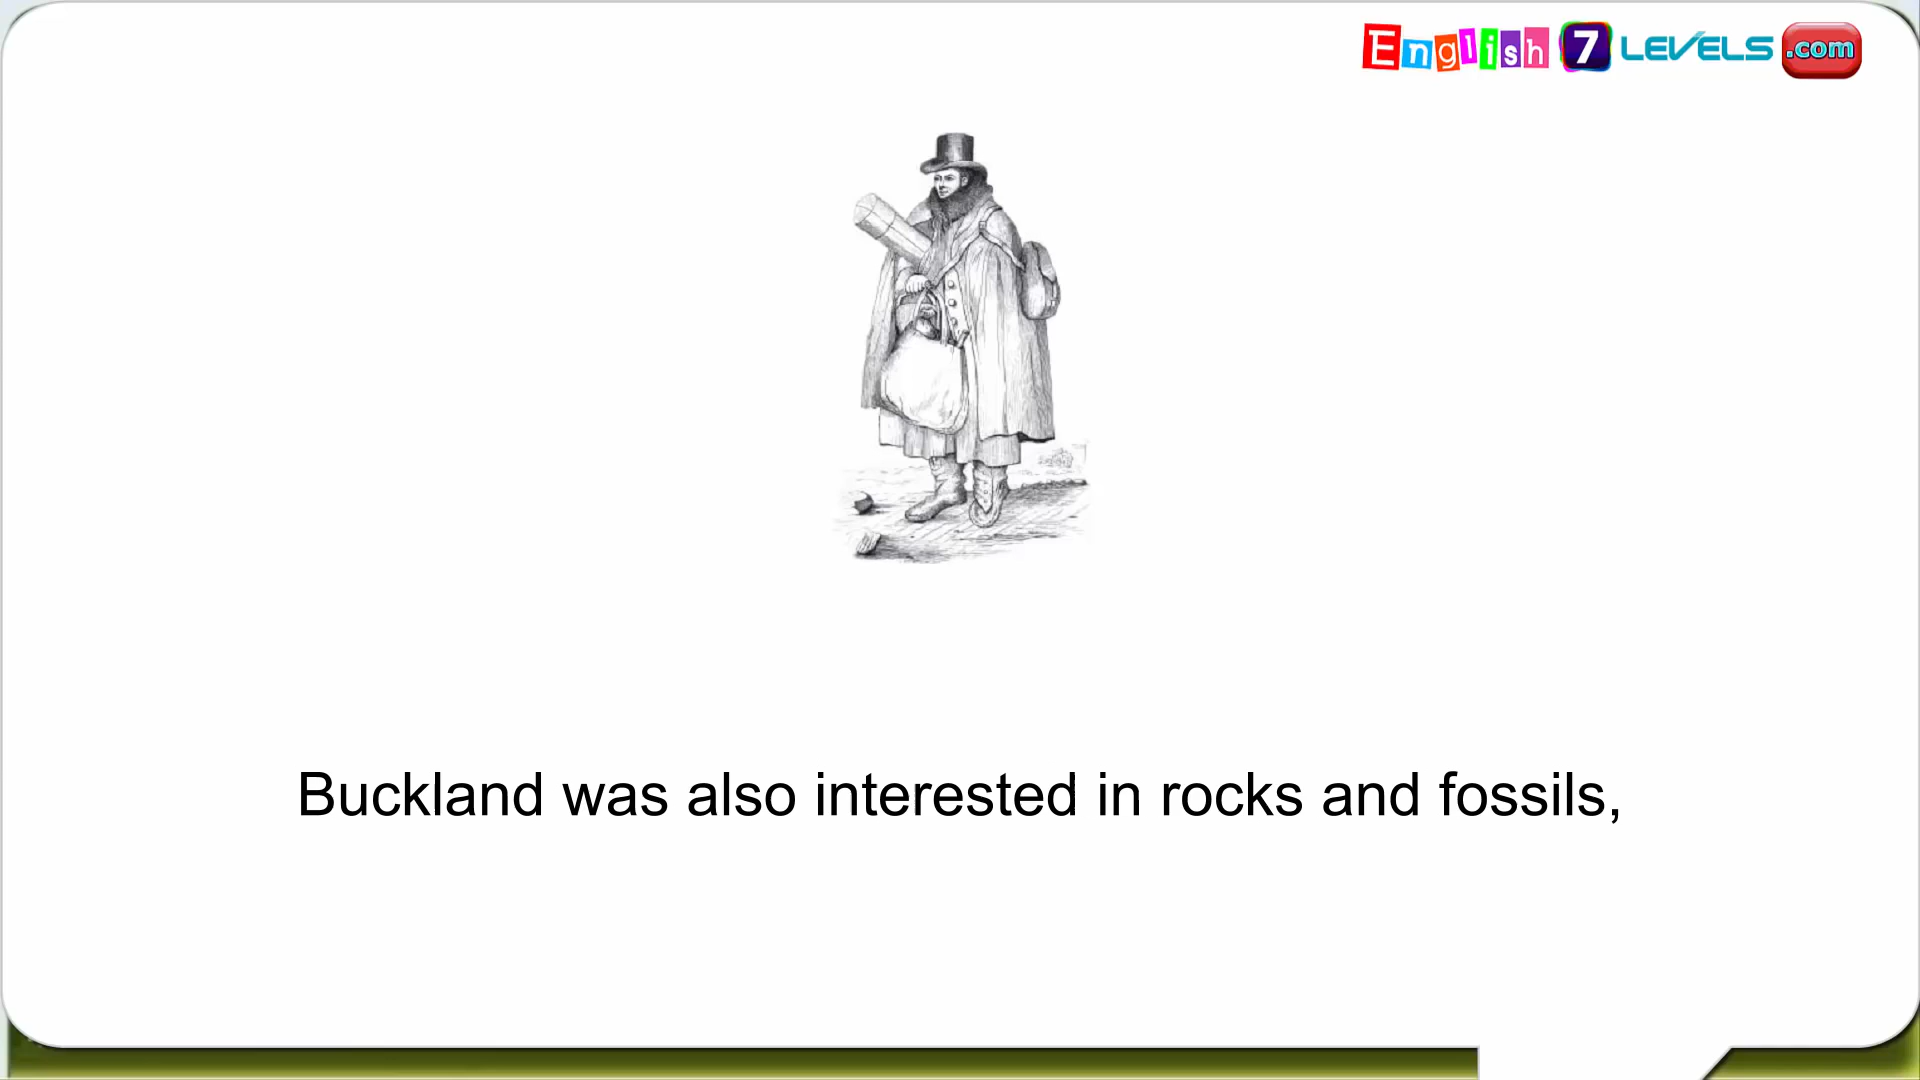 English 7 LEVELS .com
Buckland was also interested in rocks and fossils,